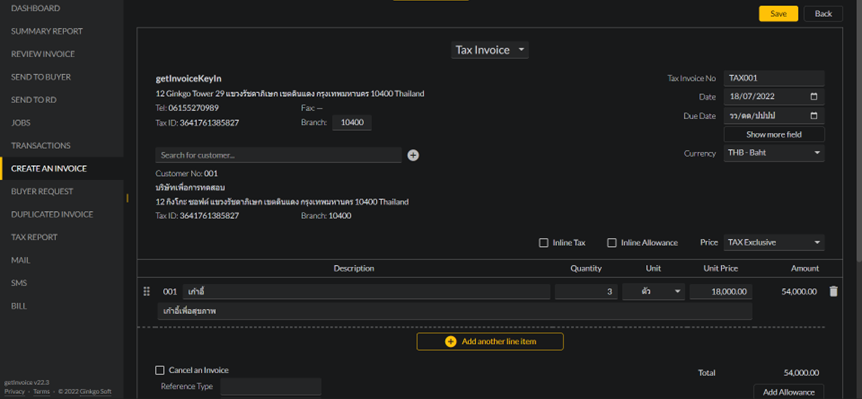 DASHBOARD
SUMMARY REPORT
REVIEW INVOICE
SEND TO BUYER
SEND TO RD
JOBS
TRANSACTIONS
CREATE AN INVOICE
BUYER REQUEST
DUPLICATED INVOICE
TAX REPORT
MAIL
SMS
BILL
getInvoice v22.3
Privacy - Terms - © 2022 Ginkgo Soft
Save Back
Tax Invoice
getInvoiceKeyIn
12 Ginkgo Tower 29 แขวงรัชดาภิเษก เขตดินแดง กรุงเทพมหานคร 10400 Thailand
Tel: 06155270989 Fax: —
Tax ID: 3641761385827 Branch: 10400
Tax Invoice No TAX001
Date 18/07/2022
Due Date วว/ดด/ปปปป
Show more field
Currency THB - Baht
Search for customer...
Customer No: 001
บริษัทเพื่อการทดสอบ
12 กิงโกะ ซอฟต์ แขวงรัชดาภิเษก เขตดินแดง กรุงเทพมหานคร 10400 Thailand
Tax ID: 3641761385827 Branch: 10400
Inline Tax Inline Allowance Price TAX Exclusive
Description Quantity Unit Unit Price Amount
001 เก้าอี้ 3 ตัว 18,000.00 54,000.00
เก้าอี้เพื่อสุขภาพ
Add another line item
Cancel an Invoice
Reference Type
Total 54,000.00
Add Allowance